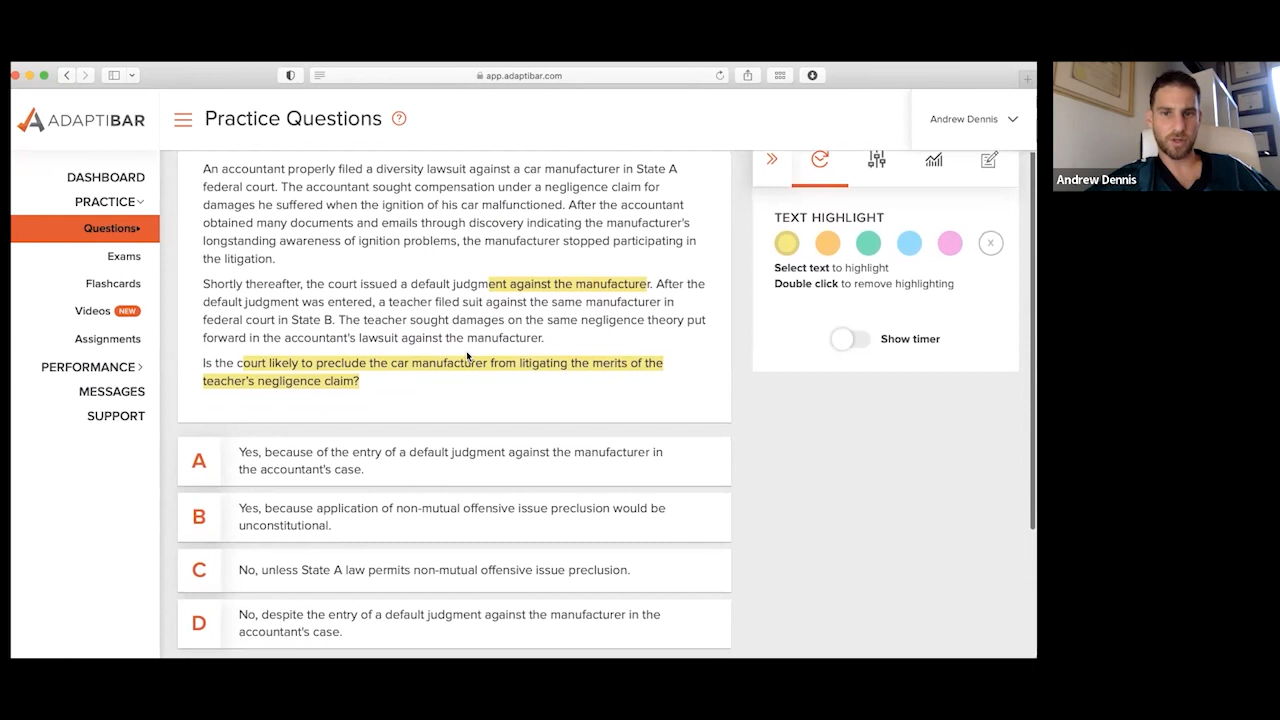 app.adaptibar.com
ADAPTIBAR
Practice Questions ?
Andrew Dennis
DASHBOARD
PRACTICE
Questions
Exams
Flashcards
Videos NEW
Assignments
PERFORMANCE
MESSAGES
SUPPORT
An accountant properly filed a diversity lawsuit against a car manufacturer in State A
federal court. The accountant sought compensation under a negligence claim for
damages he suffered when the ignition of his car malfunctioned. After the accountant
obtained many documents and emails through discovery indicating the manufacturer's
longstanding awareness of ignition problems, the manufacturer stopped participating in
the litigation.
Shortly thereafter, the court issued a default judgment against the manufacturer. After the
default judgment was entered, a teacher filed suit against the same manufacturer in
federal court in State B. The teacher sought damages on the same negligence theory put
forward in the accountant's lawsuit against the manufacturer.
Is the court likely to preclude the car manufacturer from litigating the merits of the
teacher's negligence claim?
A
Yes, because of the entry of a default judgment against the manufacturer in
the accountant's case.
B
Yes, because application of non-mutual offensive issue preclusion would be
unconstitutional.
C
No, unless State A law permits non-mutual offensive issue preclusion.
D
No, despite the entry of a default judgment against the manufacturer in the
accountant's case.
TEXT HIGHLIGHT
X
Select text to highlight
Double click to remove highlighting
Show timer
Andrew Dennis